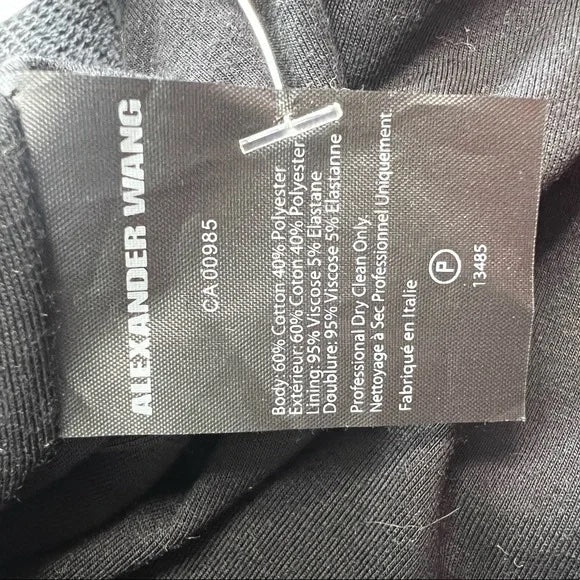 ALEXANDER WANG
CA 00985
Body: 60% Cotton 40% Polyester
Extérieur: 60% Coton 40% Polyester
Lining: 95% Viscose 5% Elastane
Doublure: 95% Viscose 5% Elastanne
Professional Dry Clean Only.
Nettoyage à Sec Professionnel Uniquement.
Fabriqué en Italie
P
13485